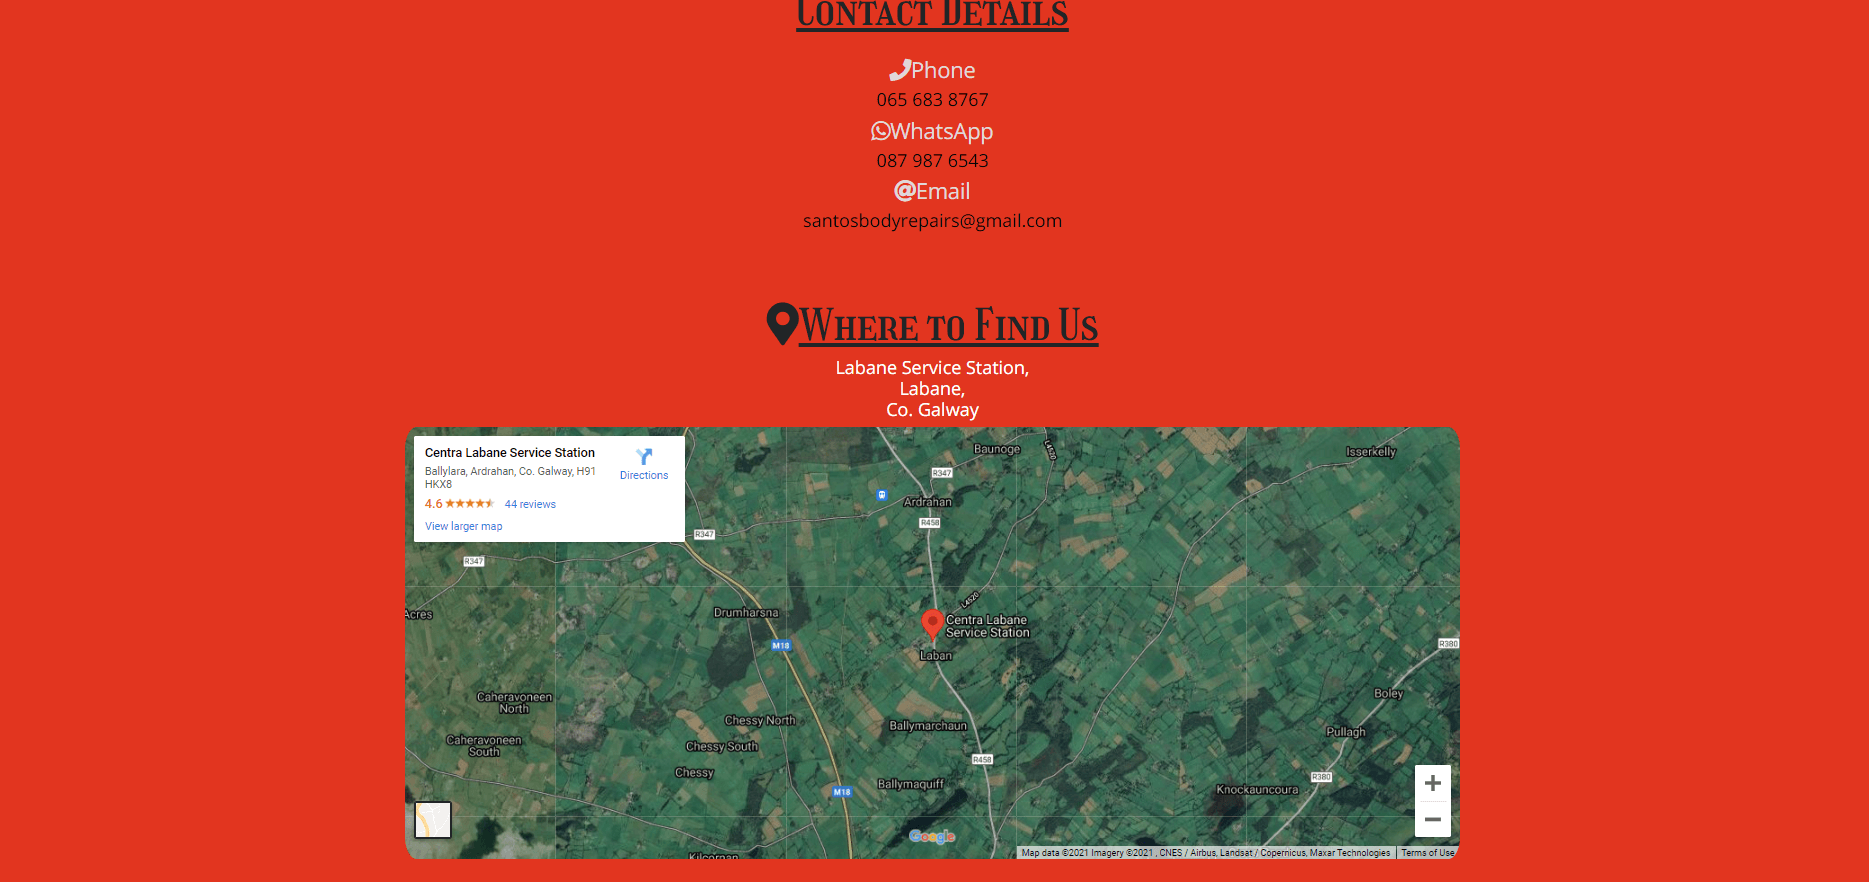 Contact Details
Phone
065 683 8767
WhatsApp
087 987 6543
Email
santosbodyrepairs@gmail.com
Where to Find Us
Labane Service Station,
Labane,
Co. Galway
Centra Labane Service Station
Ballylara, Ardrahan, Co. Galway, H91
HKX8
Directions
4.6 44 reviews
View larger map
Baunoge
L4520
Isserkelly
R347
Ardrahan
R458
R347
R347
Acres
Drumharsna
L4520
Centra Labane
Service Station
M18
Laban
R380
Caheravoneen
North
Boley
Chessy North
Ballymarchaun
Pullagh
Caheravoneen
South
Chessy South
R458
Chessy
R380
Ballymaquiff
Knockauncoura
M18
+
−
Google
Kilcornan
Map data ©2021 Imagery ©2021 , CNES / Airbus, Landsat / Copernicus, Maxar Technologies
Terms of Use